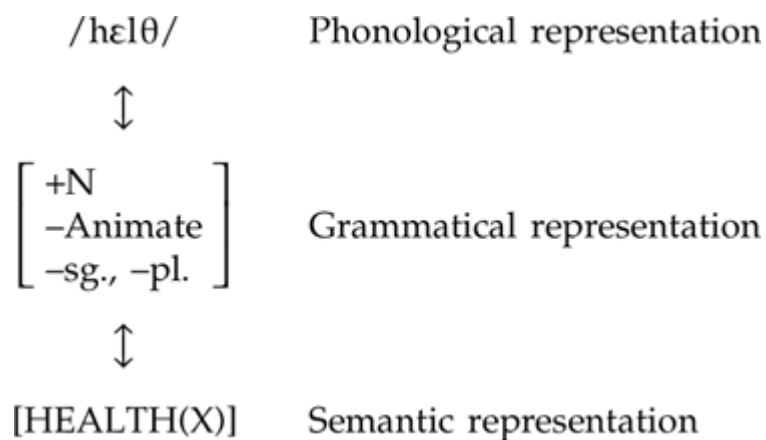 /hɛlθ/ Phonological representation
↕
+N
–Animate Grammatical representation
–sg., –pl.
↕
[HEALTH(X)] Semantic representation